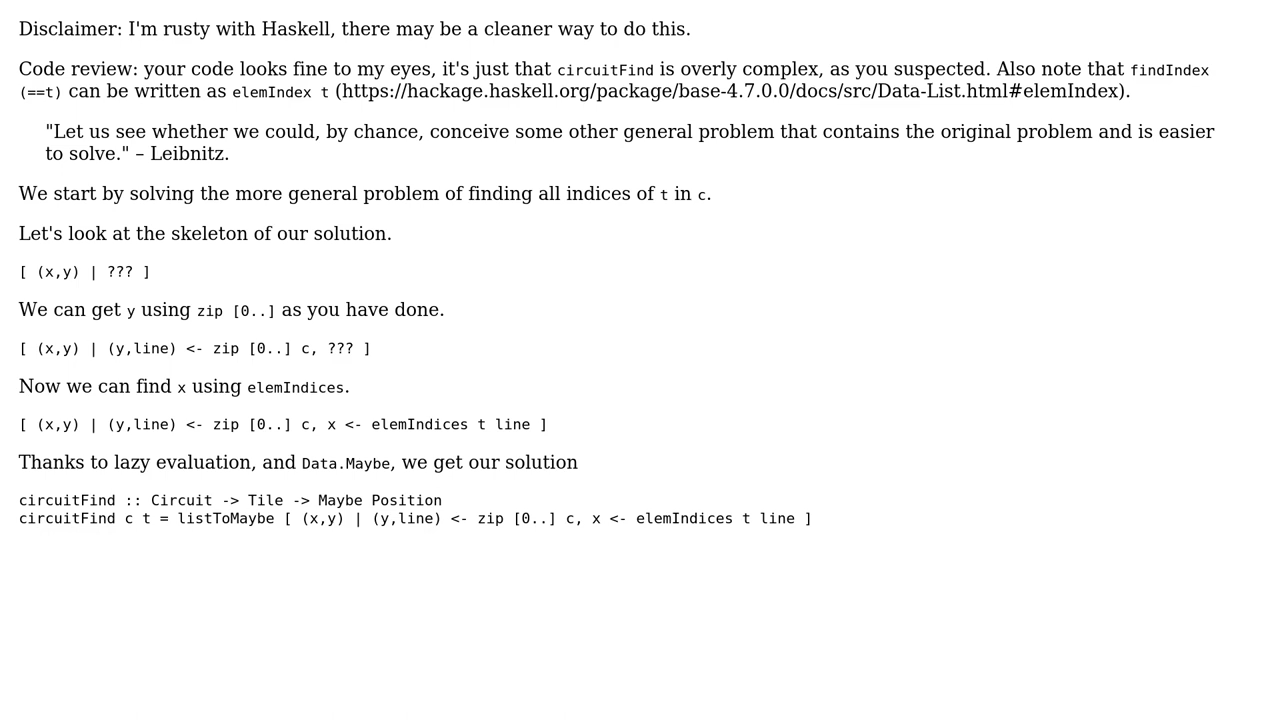 Disclaimer: I'm rusty with Haskell, there may be a cleaner way to do this.
Code review: your code looks fine to my eyes, it's just that circuitFind is overly complex, as you suspected. Also note that findIndex
(==t) can be written as elemIndex t (https://hackage.haskell.org/package/base-4.7.0.0/docs/src/Data-List.html#elemIndex).
"Let us see whether we could, by chance, conceive some other general problem that contains the original problem and is easier
to solve." – Leibnitz.
We start by solving the more general problem of finding all indices of t in c.
Let's look at the skeleton of our solution.
[ (x,y) | ??? ]
We can get y using zip [0..] as you have done.
[ (x,y) | (y,line) <- zip [0..] c, ??? ]
Now we can find x using elemIndices.
[ (x,y) | (y,line) <- zip [0..] c, x <- elemIndices t line ]
Thanks to lazy evaluation, and Data.Maybe, we get our solution
circuitFind :: Circuit -> Tile -> Maybe Position
circuitFind c t = listToMaybe [ (x,y) | (y,line) <- zip [0..] c, x <- elemIndices t line ]